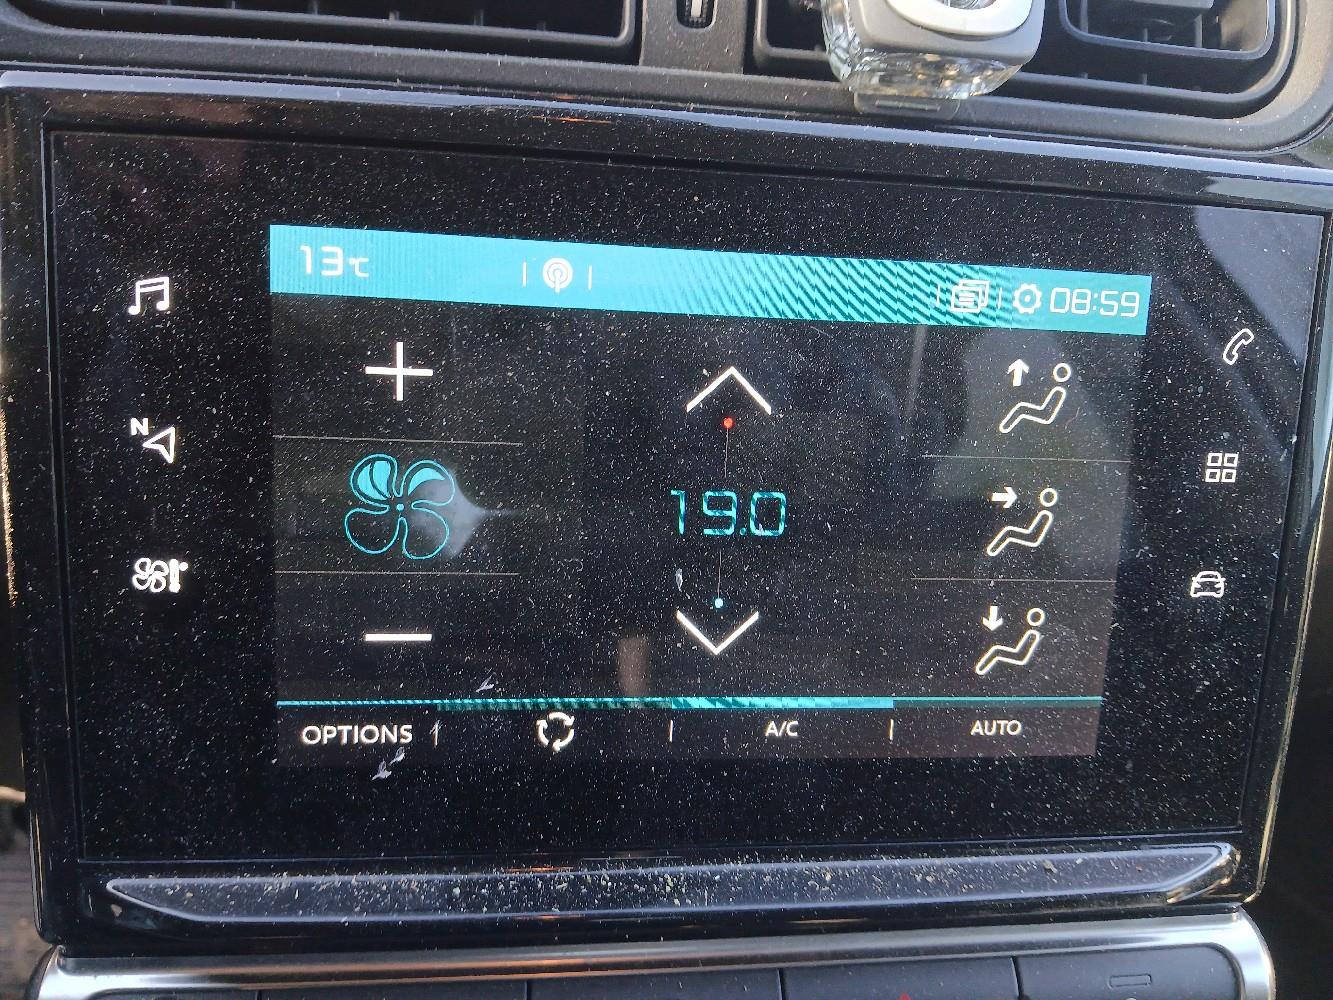 13°C
08:59
N
19.0
OPTIONS
A/C
AUTO